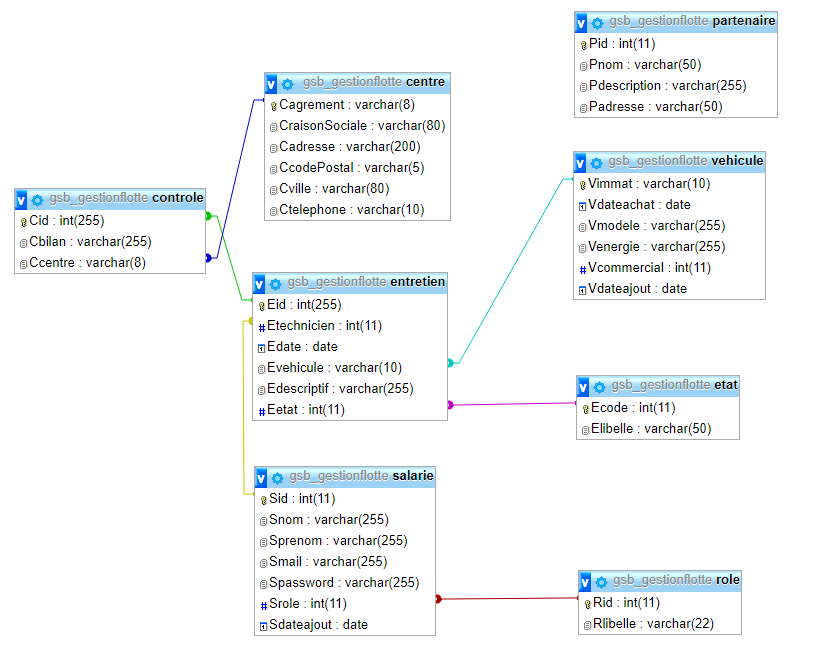 gsb_gestionflotte partenaire
Pid : int(11)
Pnom : varchar(50)
Pdescription : varchar(255)
Padresse : varchar(50)
gsb_gestionflotte centre
Cagrement : varchar(8)
CraisonSociale : varchar(80)
Cadresse : varchar(200)
CcodePostal : varchar(5)
Cville : varchar(80)
Ctelephone : varchar(10)
gsb_gestionflotte vehicule
Vimmat : varchar(10)
Vdateachat : date
Vmodele : varchar(255)
Venergie : varchar(255)
Vcommercial : int(11)
Vdateajout : date
gsb_gestionflotte controle
Cid : int(255)
Cbilan : varchar(255)
Ccentre : varchar(8)
gsb_gestionflotte entretien
Eid : int(255)
Etechnicien : int(11)
Edate : date
Evehicule : varchar(10)
Edescriptif : varchar(255)
Eetat : int(11)
gsb_gestionflotte etat
Ecode : int(11)
Elibelle : varchar(50)
gsb_gestionflotte salarie
Sid : int(11)
Snom : varchar(255)
Sprenom : varchar(255)
Smail : varchar(255)
Spassword : varchar(255)
Srole : int(11)
Sdateajout : date
gsb_gestionflotte role
Rid : int(11)
Rlibelle : varchar(22)